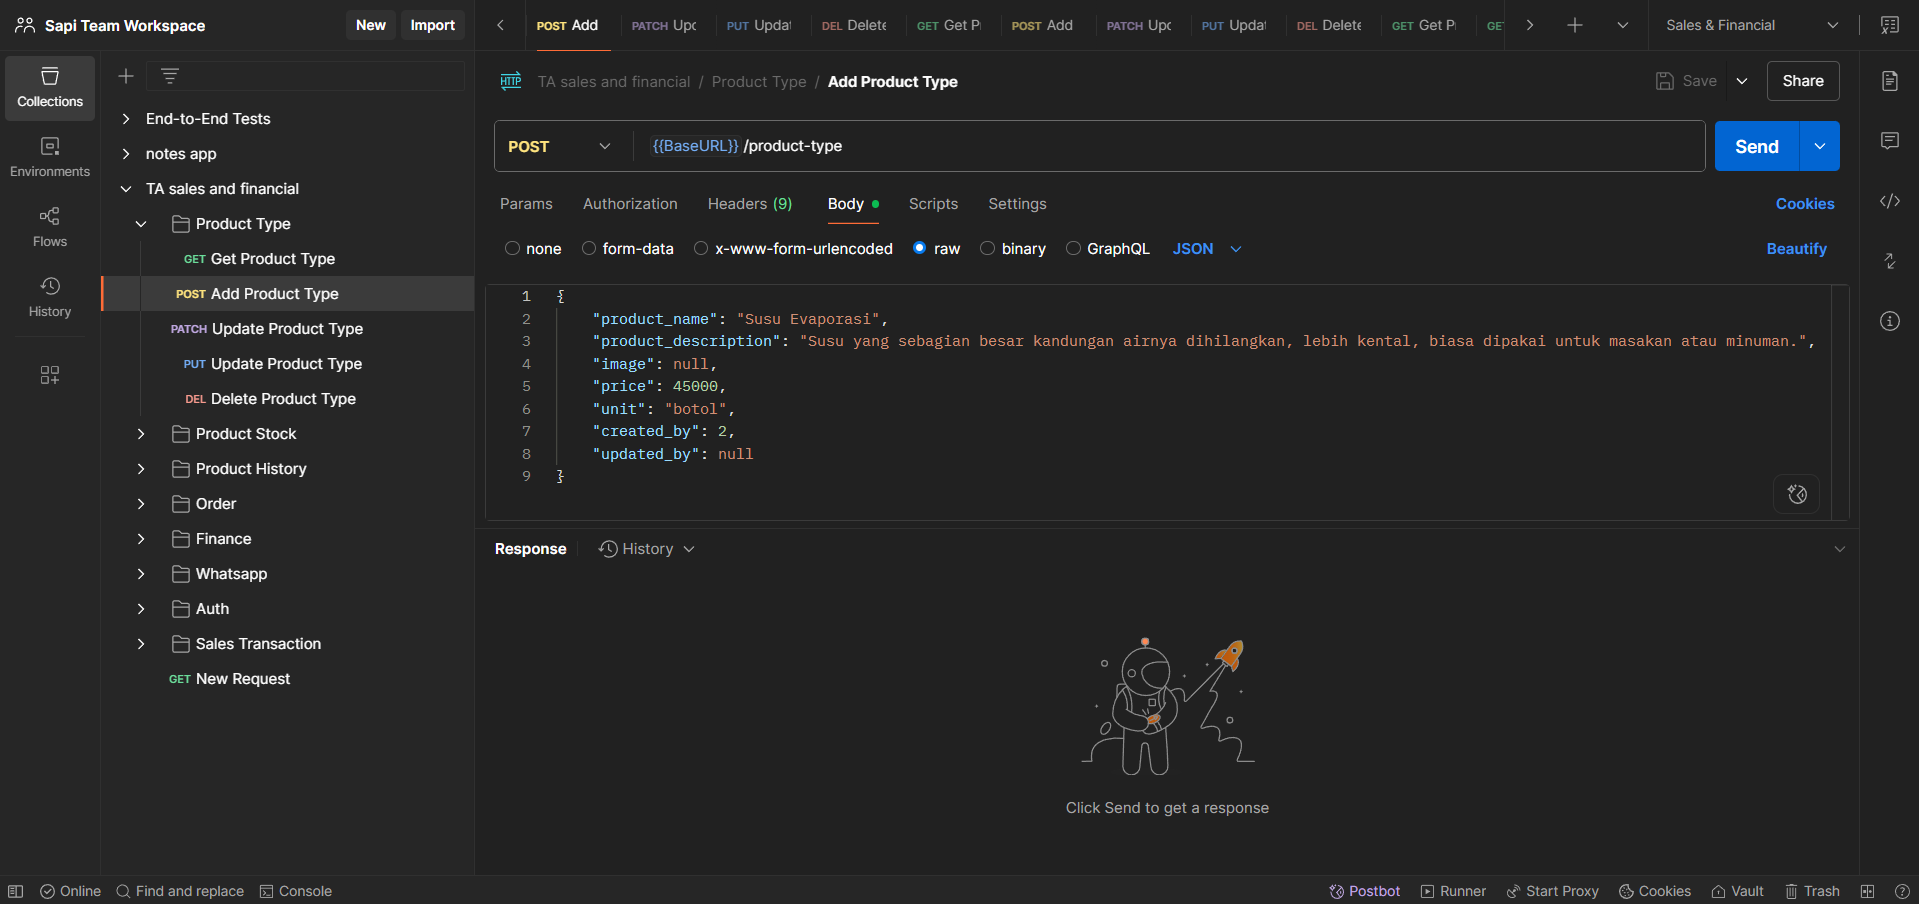 Sapi Team Workspace
New
Import
POST Add
PATCH Upd
PUT Updat
DEL Delete
GET Get P
POST Add
PATCH Upd
PUT Updat
DEL Delete
GET Get P
GET
Sales & Financial
Collections
Environments
Flows
History
End-to-End Tests
notes app
TA sales and financial
Product Type
GET Get Product Type
POST Add Product Type
PATCH Update Product Type
PUT Update Product Type
DEL Delete Product Type
Product Stock
Product History
Order
Finance
Whatsapp
Auth
Sales Transaction
GET New Request
HTTP TA sales and financial / Product Type / Add Product Type
Save
Share
POST
{{BaseURL}} /product-type
Send
Params
Authorization
Headers (9)
Body
Scripts
Settings
Cookies
none
form-data
x-www-form-urlencoded
raw
binary
GraphQL
JSON
Beautify
1 {
2 "product_name": "Susu Evaporasi",
3 "product_description": "Susu yang sebagian besar kandungan airnya dihilangkan, lebih kental, biasa dipakai untuk masakan atau minuman.",
4 "image": null,
5 "price": 45000,
6 "unit": "botol",
7 "created_by": 2,
8 "updated_by": null
9 }
Response
History
Click Send to get a response
Online
Find and replace
Console
Postbot
Runner
Start Proxy
Cookies
Vault
Trash